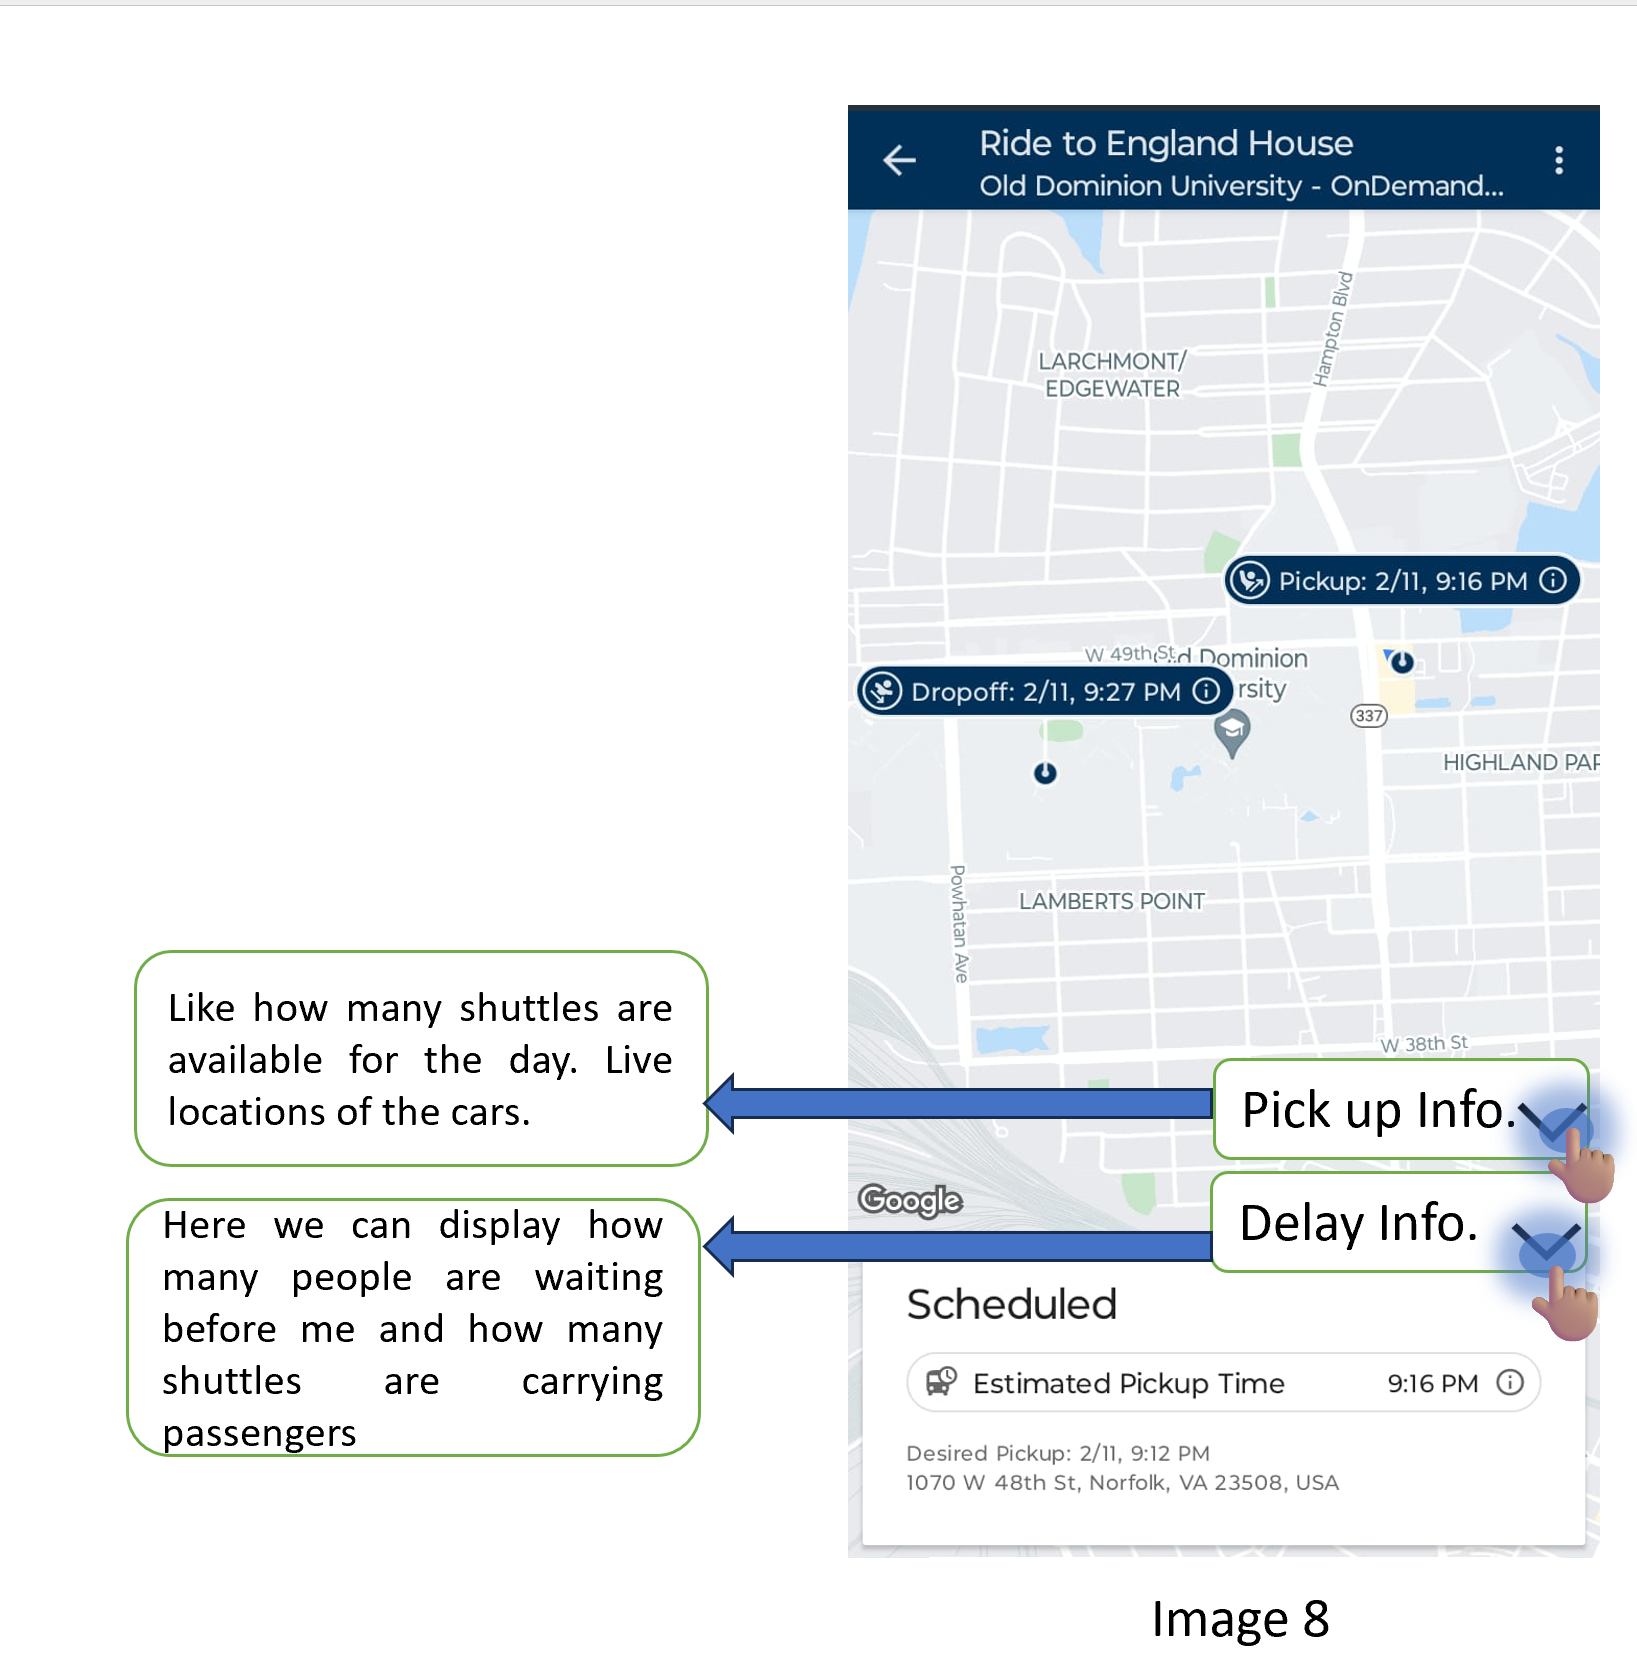 Ride to England House
Old Dominion University - OnDemand...
Hampton Blvd
LARCHMONT/
EDGEWATER
Pickup: 2/11, 9:16 PM
W 49th St
d Dominion
Dropoff: 2/11, 9:27 PM
rsity
337
HIGHLAND PAR
Powhatan Ave
LAMBERTS POINT
Like how many shuttles are
available for the day. Live
locations of the cars.
W 38th St
Pick up Info.
Google
Here we can display how
many people are waiting
before me and how many
shuttles are carrying
passengers
Delay Info.
Scheduled
Estimated Pickup Time 9:16 PM
Desired Pickup: 2/11, 9:12 PM
1070 W 48th St, Norfolk, VA 23508, USA
Image 8